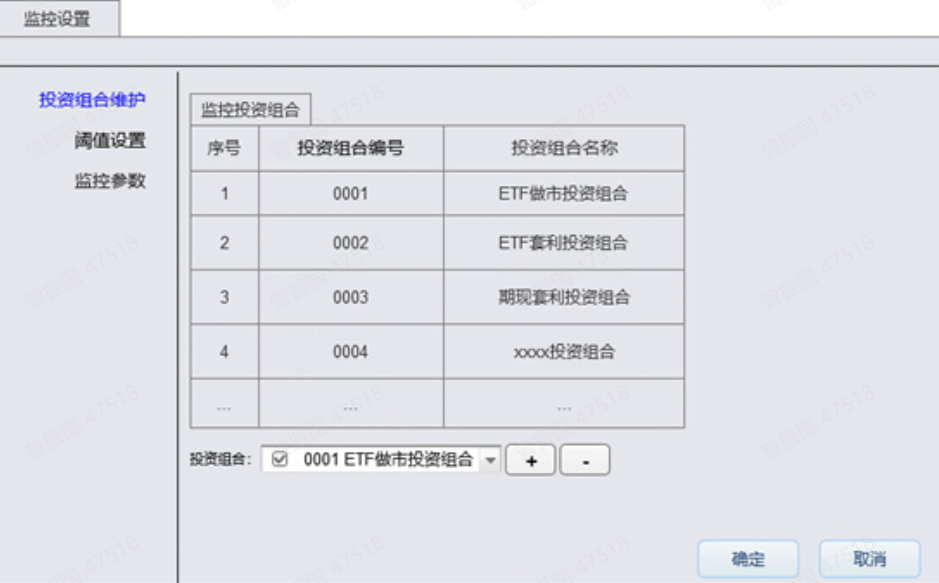 监控设置
投资组合维护
阈值设置
监控参数
监控投资组合
序号 投资组合编号 投资组合名称
1 0001 ETF做市投资组合
2 0002 ETF套利投资组合
3 0003 期现套利投资组合
4 0004 xxxx投资组合
... ... ...
投资组合: 0001 ETF做市投资组合 + -
确定 取消
曾振国 47518